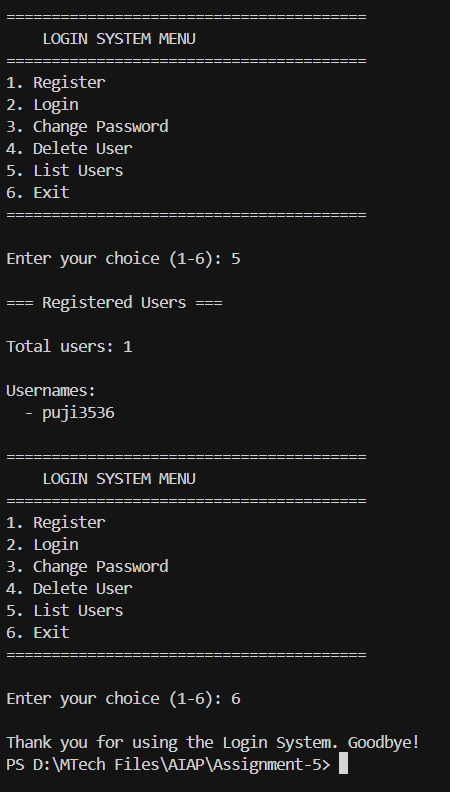 ========================================
    LOGIN SYSTEM MENU
========================================
1. Register
2. Login
3. Change Password
4. Delete User
5. List Users
6. Exit
========================================
Enter your choice (1-6): 5
=== Registered Users ===
Total users: 1
Usernames:
  - puji3536
========================================
    LOGIN SYSTEM MENU
========================================
1. Register
2. Login
3. Change Password
4. Delete User
5. List Users
6. Exit
========================================
Enter your choice (1-6): 6
Thank you for using the Login System. Goodbye!
PS D:\MTech Files\AIAP\Assignment-5>